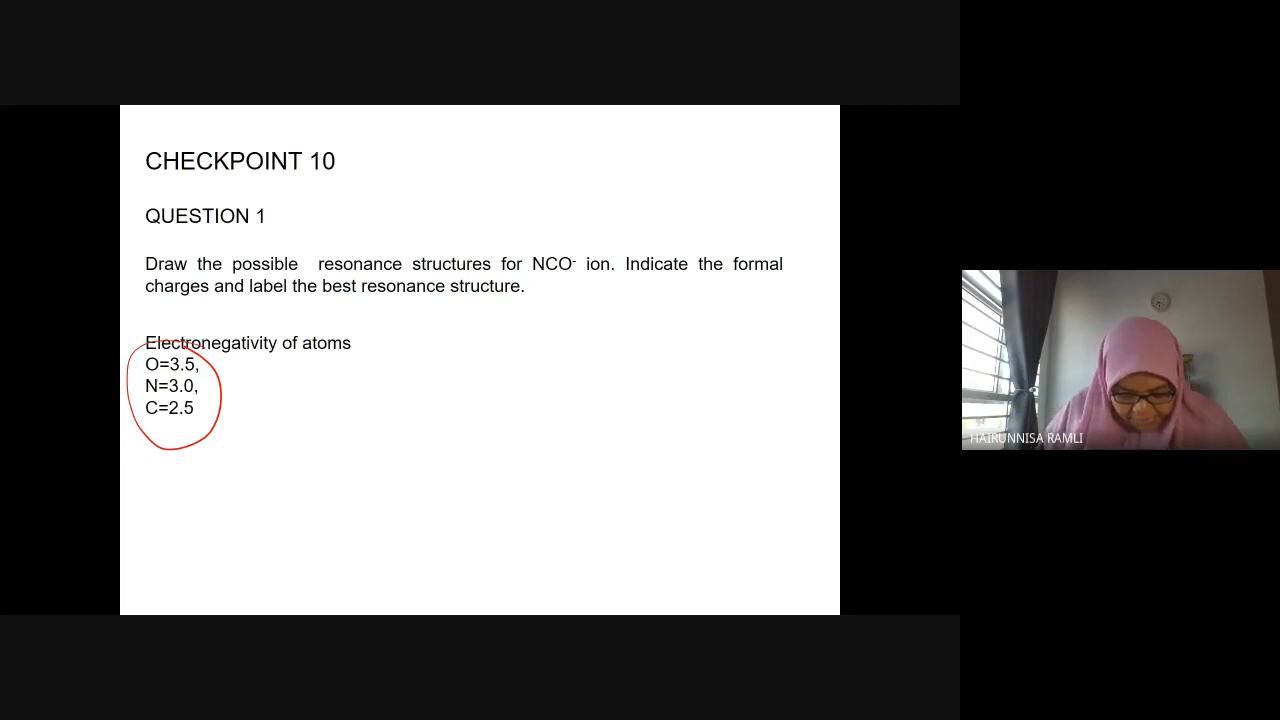 CHECKPOINT 10
QUESTION 1
Draw the possible resonance structures for NCO⁻ ion. Indicate the formal
charges and label the best resonance structure.
Electronegativity of atoms
O=3.5,
N=3.0,
C=2.5
HAIRUNNISA RAMLI